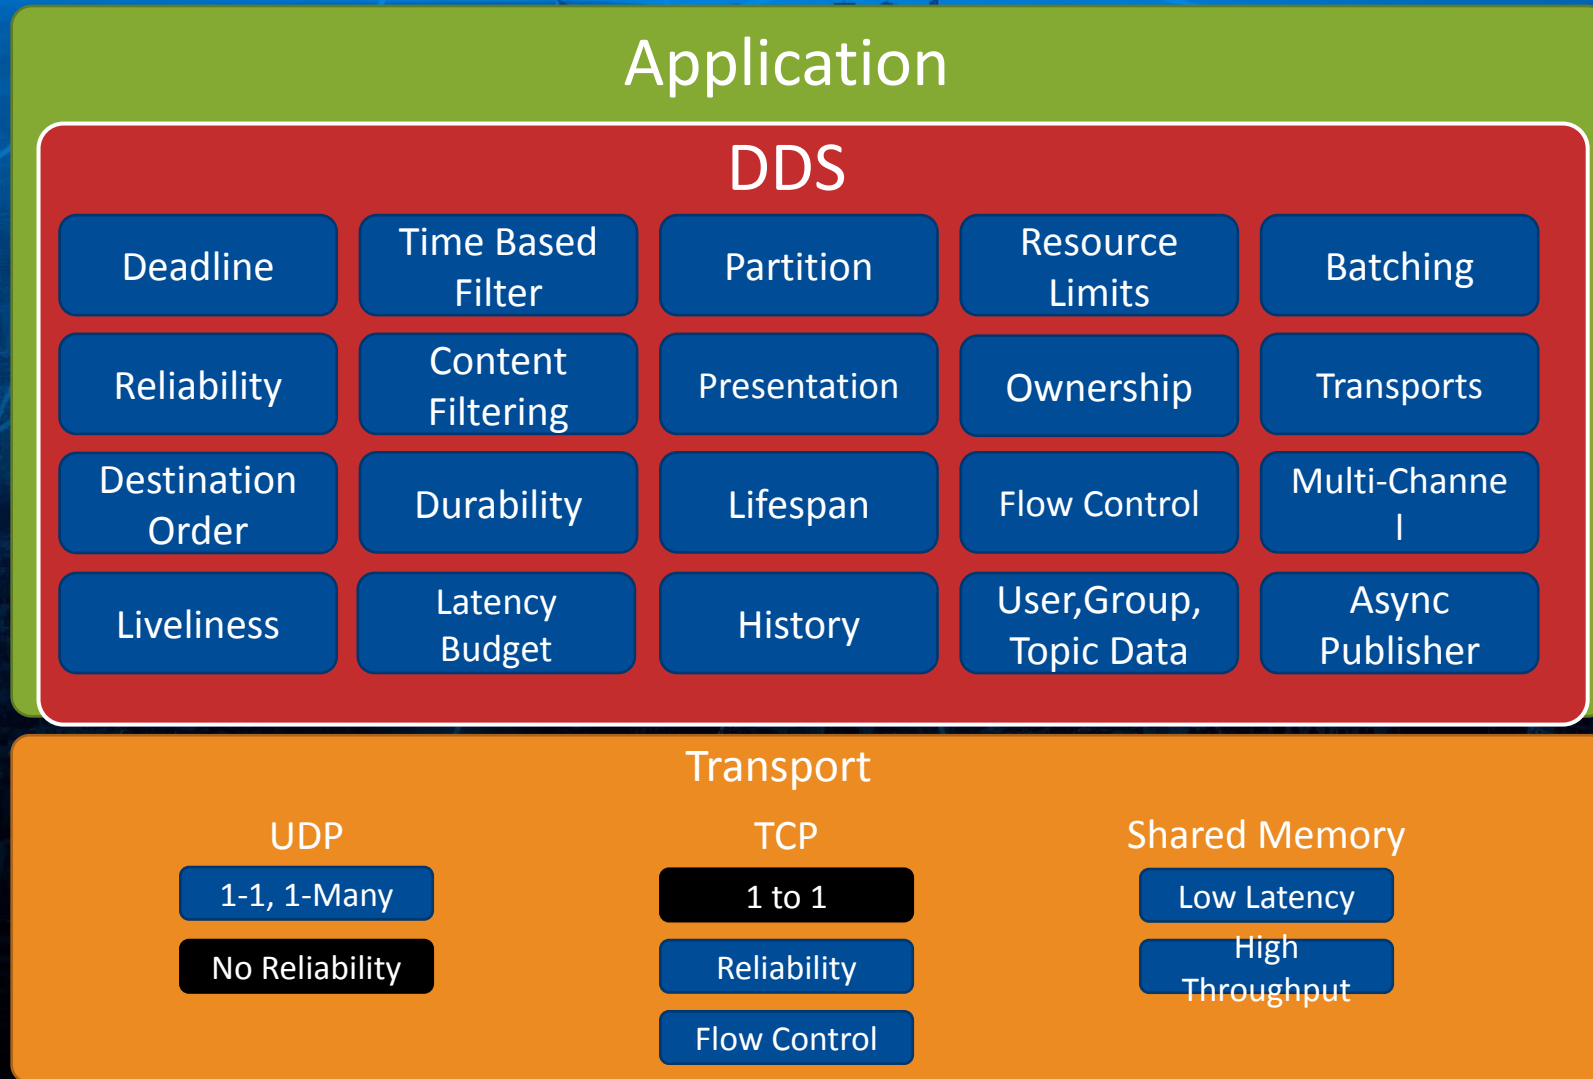 Application
DDS
Deadline
Time Based
Filter
Partition
Resource
Limits
Batching
Reliability
Content
Filtering
Presentation
Ownership
Transports
Destination
Order
Durability
Lifespan
Flow Control
Multi-Channe
l
Liveliness
Latency
Budget
History
User,Group,
Topic Data
Async
Publisher
Transport
UDP
1-1, 1-Many
No Reliability
TCP
1 to 1
Reliability
Flow Control
Shared Memory
Low Latency
High
Throughput